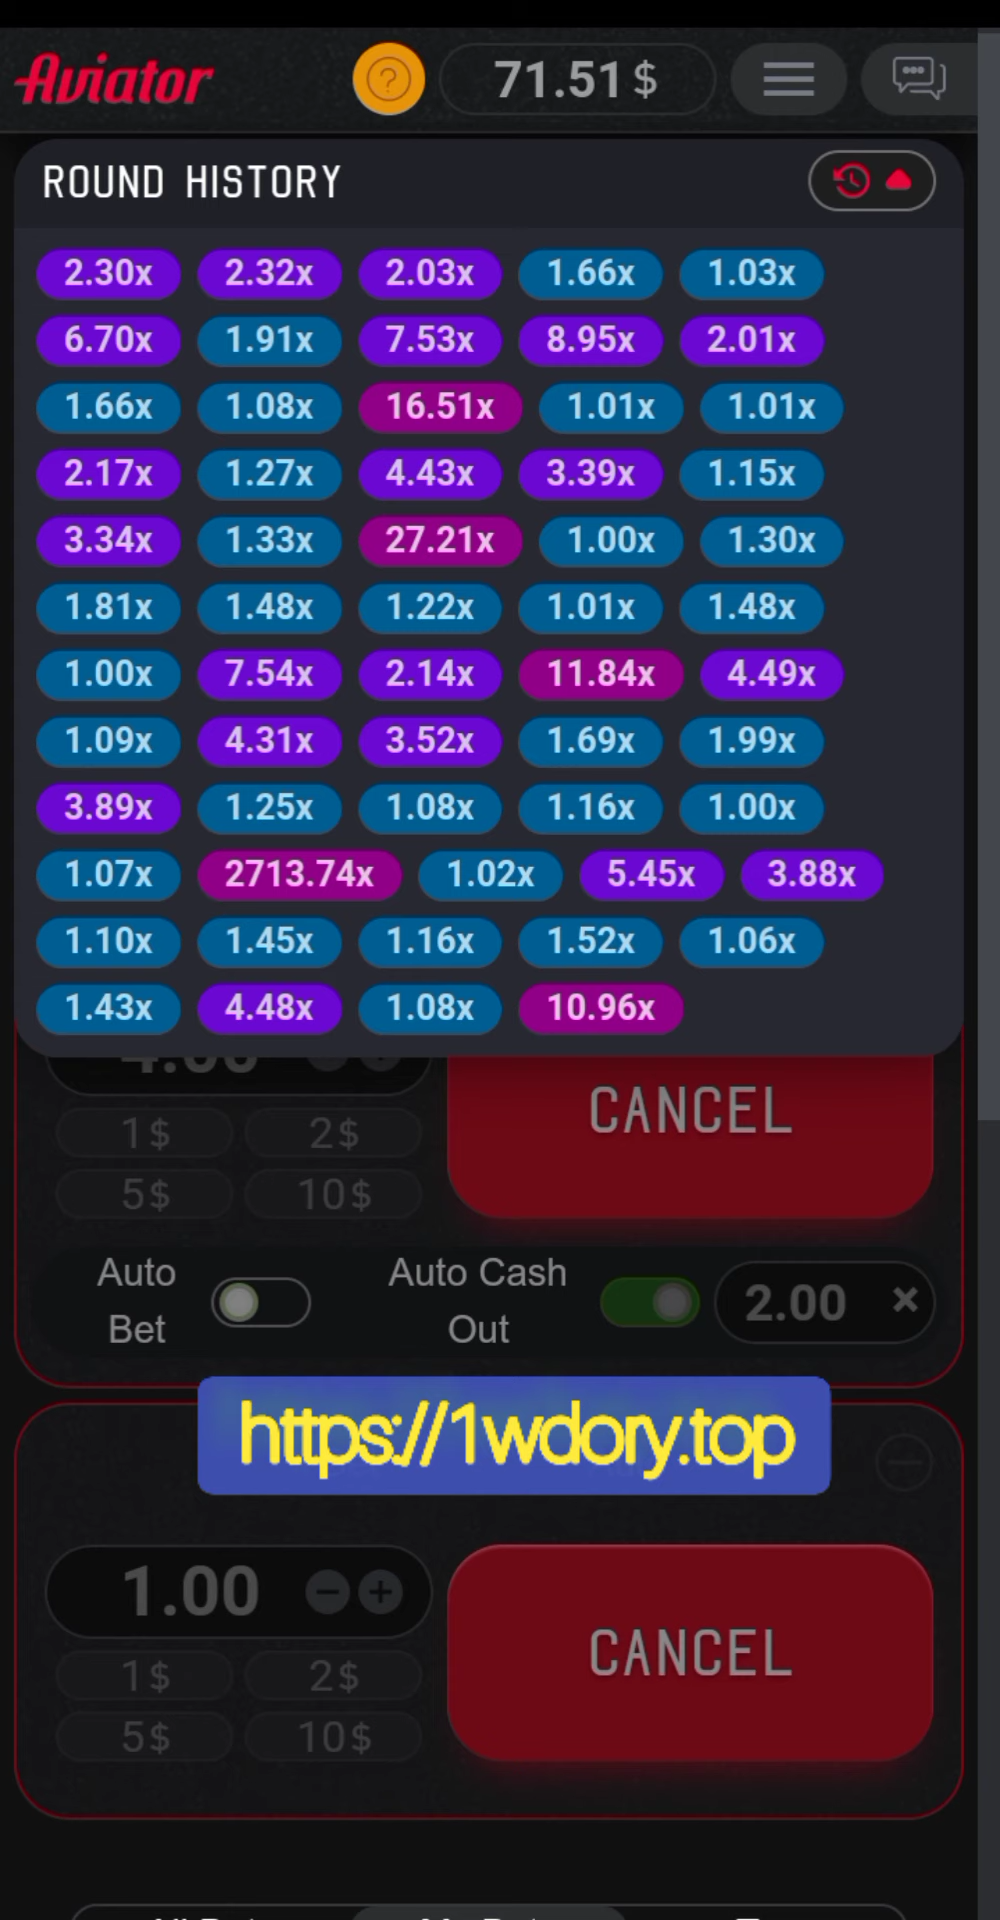 Aviator
? 71.51 $
ROUND HISTORY
2.30x 2.32x 2.03x 1.66x 1.03x
6.70x 1.91x 7.53x 8.95x 2.01x
1.66x 1.08x 16.51x 1.01x 1.01x
2.17x 1.27x 4.43x 3.39x 1.15x
3.34x 1.33x 27.21x 1.00x 1.30x
1.81x 1.48x 1.22x 1.01x 1.48x
1.00x 7.54x 2.14x 11.84x 4.49x
1.09x 4.31x 3.52x 1.69x 1.99x
3.89x 1.25x 1.08x 1.16x 1.00x
1.07x 2713.74x 1.02x 5.45x 3.88x
1.10x 1.45x 1.16x 1.52x 1.06x
1.43x 4.48x 1.08x 10.96x
4.00
1$ 2$
5$ 10$
CANCEL
Auto
Bet
Auto Cash
Out
2.00 ×
https://1wdory.top
1.00 − +
1$ 2$
5$ 10$
CANCEL